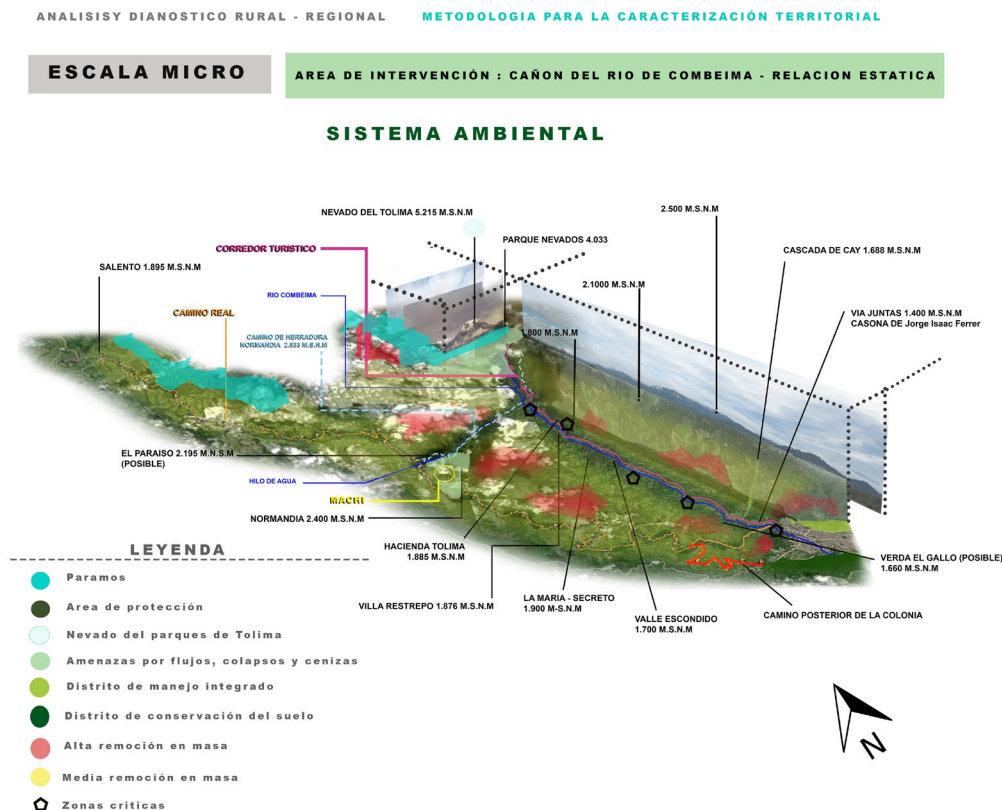 ANALISISY DIANOSTICO RURAL - REGIONAL
METODOLOGIA PARA LA CARACTERIZACIÓN TERRITORIAL
ESCALA MICRO
AREA DE INTERVENCIÓN : CAÑON DEL RIO DE COMBEIMA - RELACION ESTATICA
SISTEMA AMBIENTAL
NEVADO DEL TOLIMA 5.215 M.S.N.M
2.500 M.S.N.M
CORREDOR TURISTICO
PARQUE NEVADOS 4.033
CASCADA DE CAY 1.688 M.S.N.M
SALENTO 1.895 M.S.N.M
2.1000 M.S.N.M
RIO COMBEIMA
CAMINO REAL
VIA JUNTAS 1.400 M.S.N.M
CASONA DE Jorge Isaac Ferrer
1.800 M.S.N.M
CAMINO DE HERRADURA
NORMANDIA 2.533 M.S.N.M
EL PARAISO 2.195 M.N.S.M
(POSIBLE)
HILO DE AGUA
MACHI
NORMANDIA 2.400 M.S.N.M
HACIENDA TOLIMA
1.885 M.S.N.M
VERDA EL GALLO (POSIBLE)
1.660 M.S.N.M
VILLA RESTREPO 1.876 M.S.N.M
LA MARIA - SECRETO
1.900 M-S.N.M
VALLE ESCONDIDO
1.700 M.S.N.M
CAMINO POSTERIOR DE LA COLONIA
LEYENDA
Paramos
Area de protección
Nevado del parques de Tolima
Amenazas por flujos, colapsos y cenizas
Distrito de manejo integrado
Distrito de conservación del suelo
Alta remoción en masa
Media remoción en masa
Zonas criticas
N